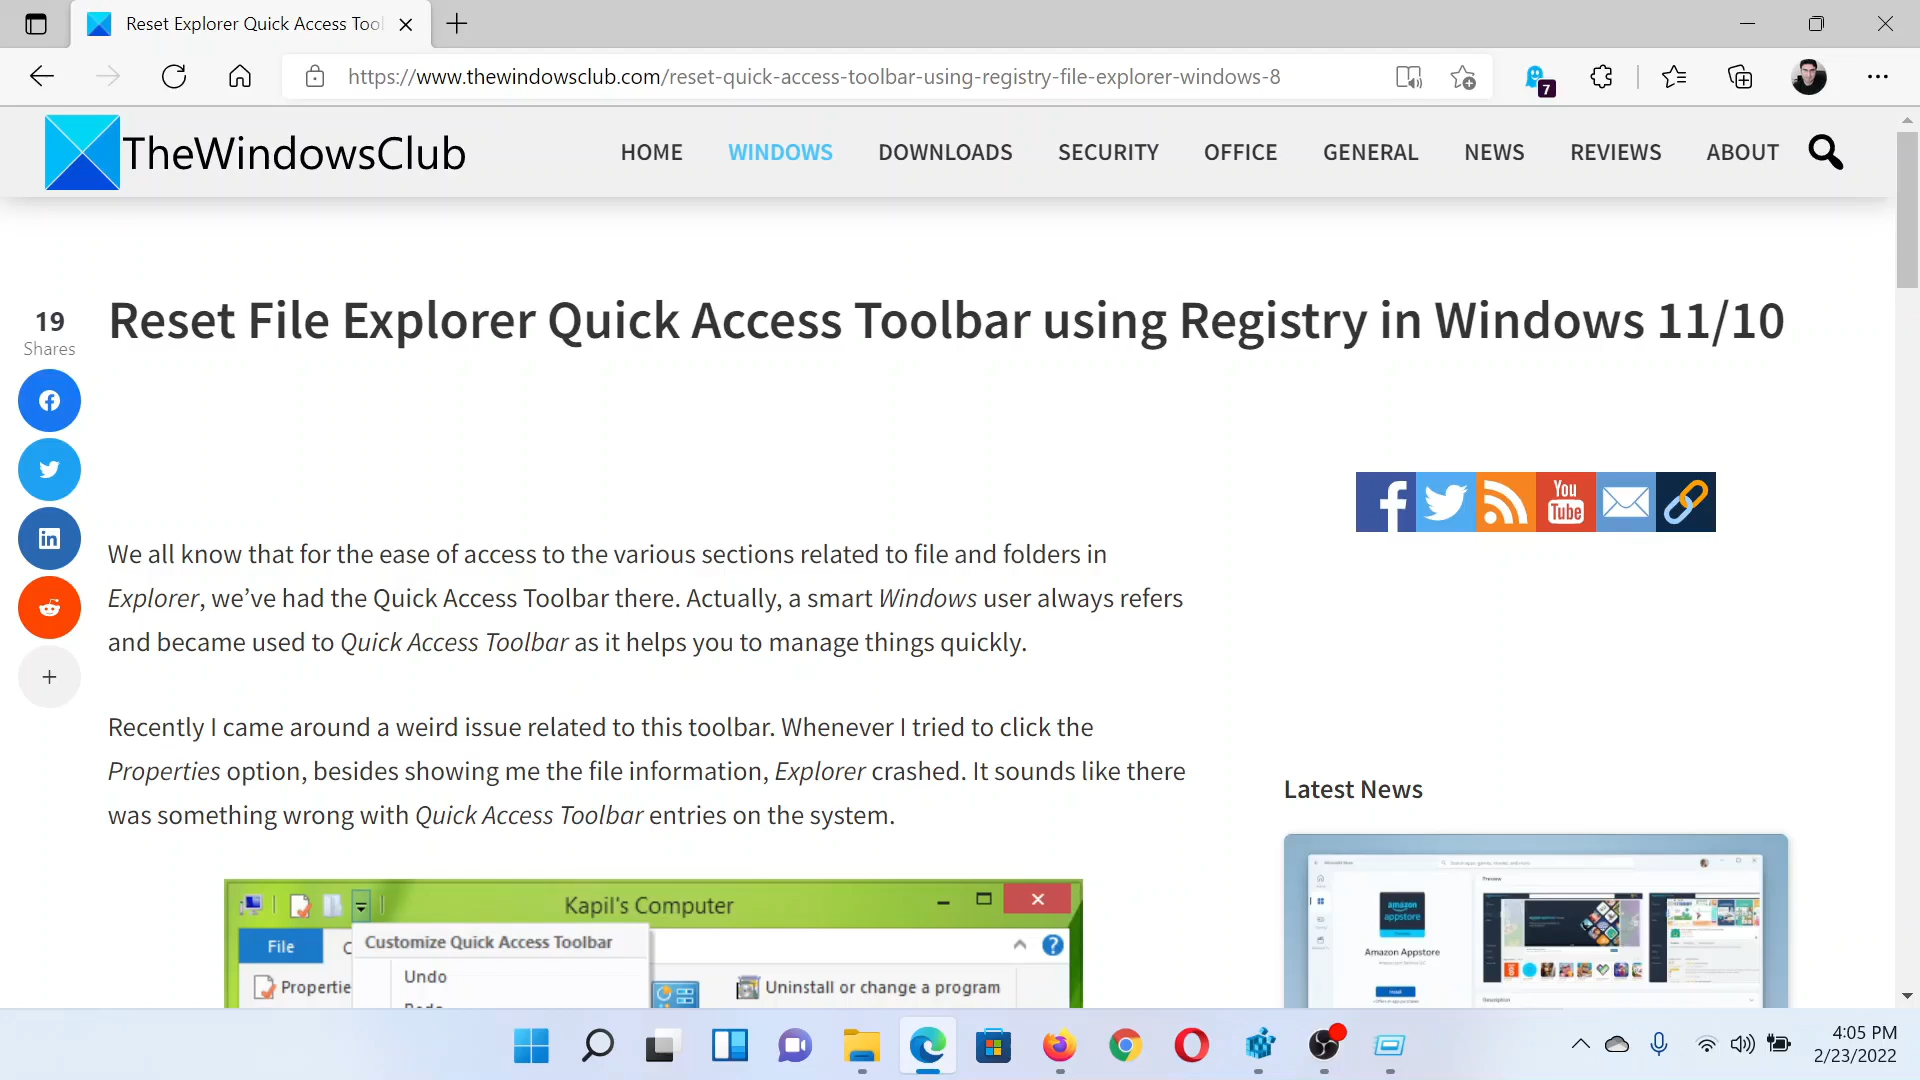 Reset Explorer Quick Access Tool
https://www.thewindowsclub.com/reset-quick-access-toolbar-using-registry-file-explorer-windows-8
7
TheWindowsClub
HOME WINDOWS DOWNLOADS SECURITY OFFICE GENERAL NEWS REVIEWS ABOUT
Reset File Explorer Quick Access Toolbar using Registry in Windows 11/10
19
Shares
You
Tube
We all know that for the ease of access to the various sections related to file and folders in
Explorer, we’ve had the Quick Access Toolbar there. Actually, a smart Windows user always refers
and became used to Quick Access Toolbar as it helps you to manage things quickly.
Recently I came around a weird issue related to this toolbar. Whenever I tried to click the
Properties option, besides showing me the file information, Explorer crashed. It sounds like there
was something wrong with Quick Access Toolbar entries on the system.
Kapil's Computer
File
Customize Quick Access Toolbar
Undo
Propertie
Uninstall or change a program
Latest News
Preview
amazon
appstore
Amazon Appstore
Install
Description
4:05 PM
2/23/2022